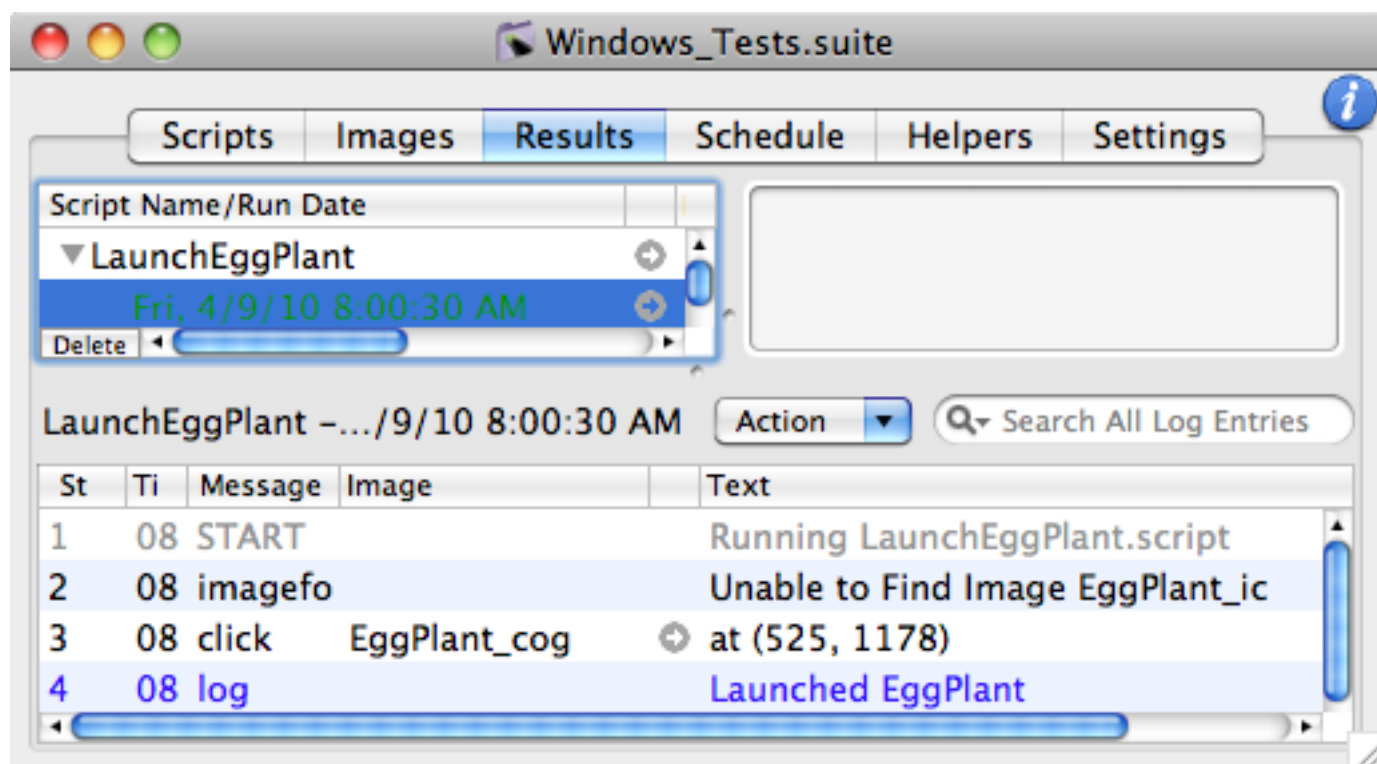 Windows_Tests.suite
i
Scripts Images Results Schedule Helpers Settings
Script Name/Run Date
LaunchEggPlant
Fri. 4/9/10 8:00:30 AM
Delete
LaunchEggPlant –.../9/10 8:00:30 AM Action Search All Log Entries
St Ti Message Image Text
1 08 START Running LaunchEggPlant.script
2 08 imagefo Unable to Find Image EggPlant_ic
3 08 click EggPlant_cog at (525, 1178)
4 08 log Launched EggPlant